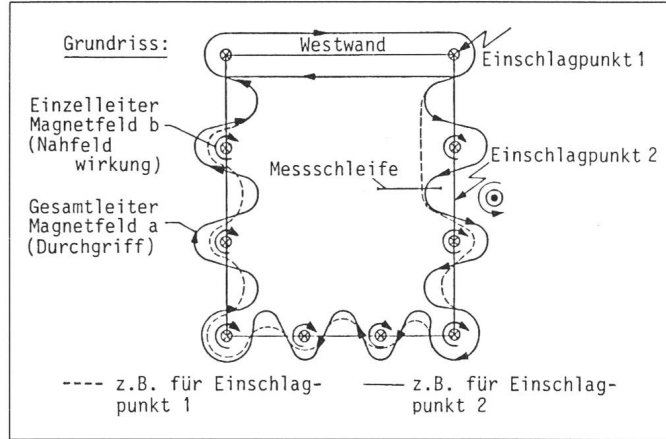 Grundriss:
Westwand
Einschlagpunkt 1
Einzelleiter
Magnetfeld b
(Nahfeld
wirkung)
Messschleife
Einschlagpunkt 2
Gesamtleiter
Magnetfeld a
(Durchgriff)
---- z.B. für Einschlag-
punkt 1
— z.B. für Einschlag-
punkt 2